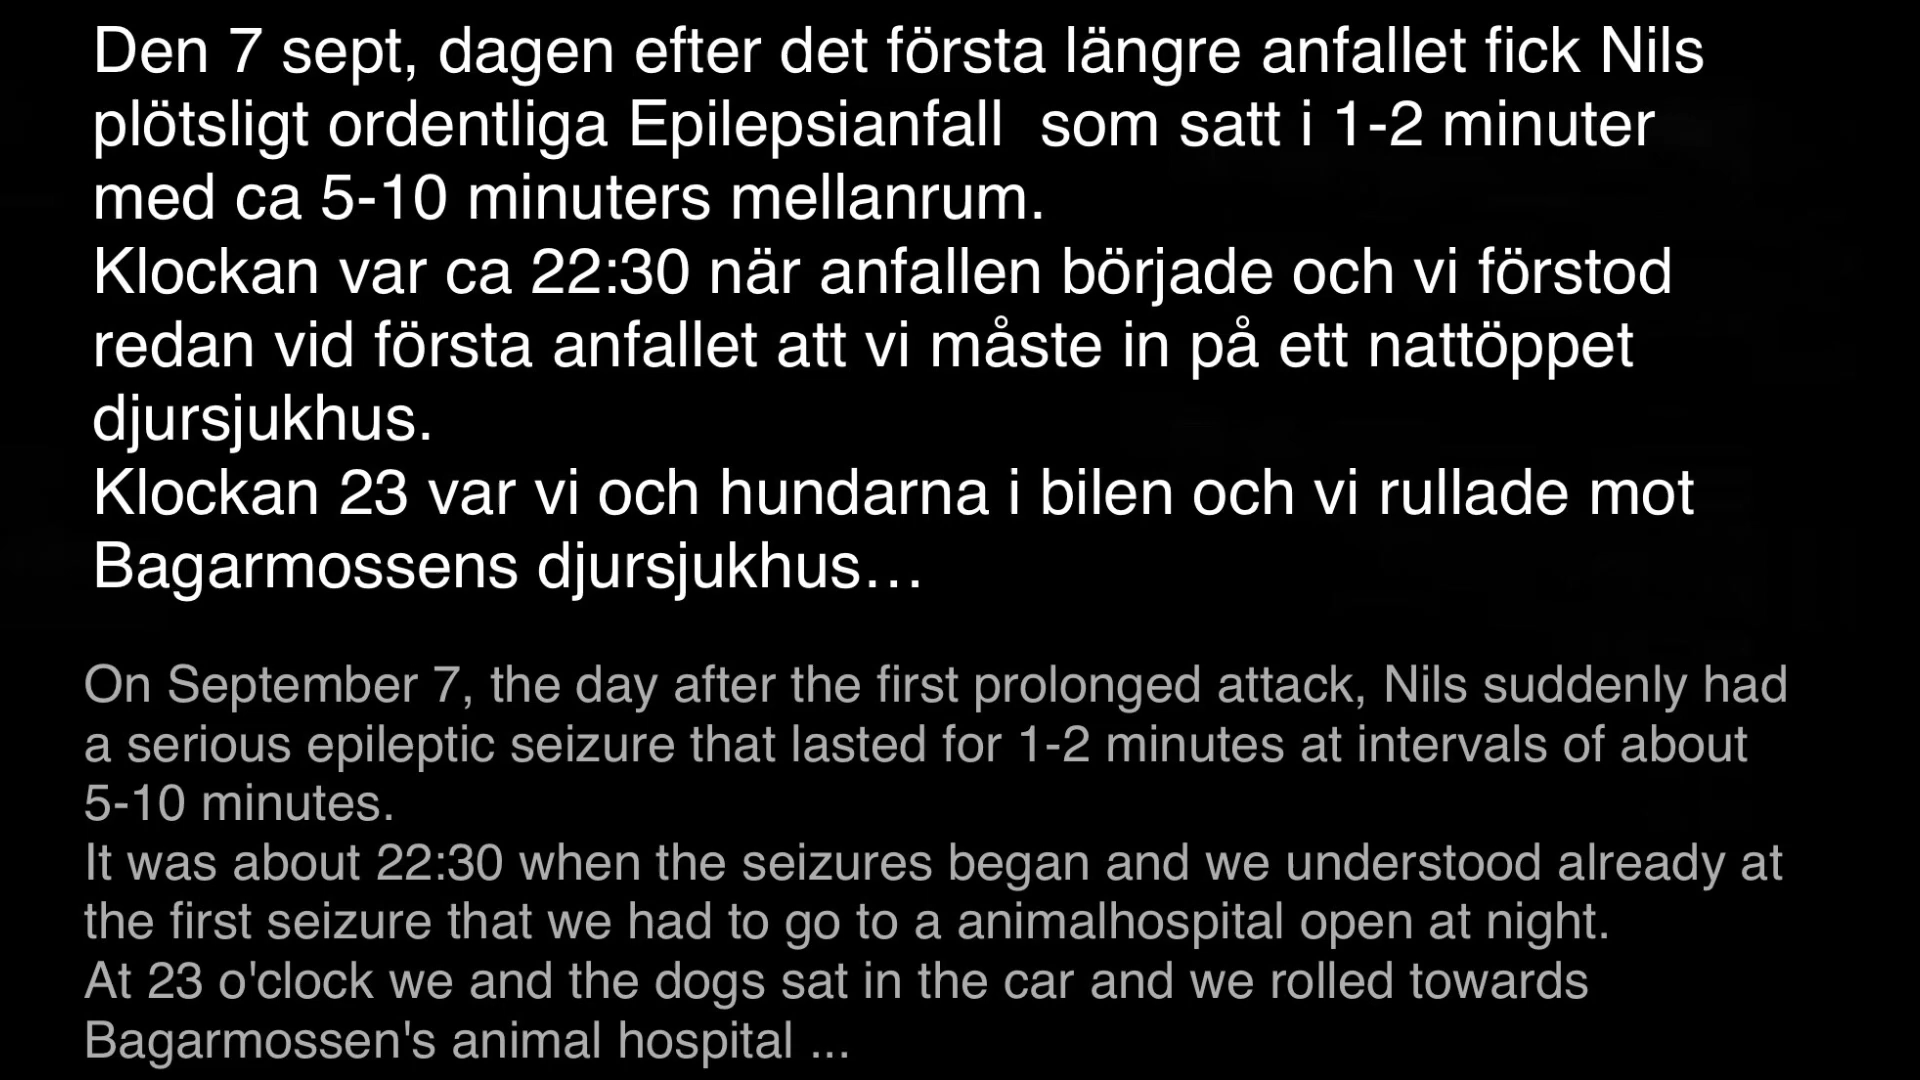 Den 7 sept, dagen efter det första längre anfallet fick Nils
plötsligt ordentliga Epilepsianfall  som satt i 1-2 minuter
med ca 5-10 minuters mellanrum.
Klockan var ca 22:30 när anfallen började och vi förstod
redan vid första anfallet att vi måste in på ett nattöppet
djursjukhus.
Klockan 23 var vi och hundarna i bilen och vi rullade mot
Bagarmossens djursjukhus…
On September 7, the day after the first prolonged attack, Nils suddenly had
a serious epileptic seizure that lasted for 1-2 minutes at intervals of about
5-10 minutes.
It was about 22:30 when the seizures began and we understood already at
the first seizure that we had to go to a animalhospital open at night.
At 23 o'clock we and the dogs sat in the car and we rolled towards
Bagarmossen's animal hospital ...